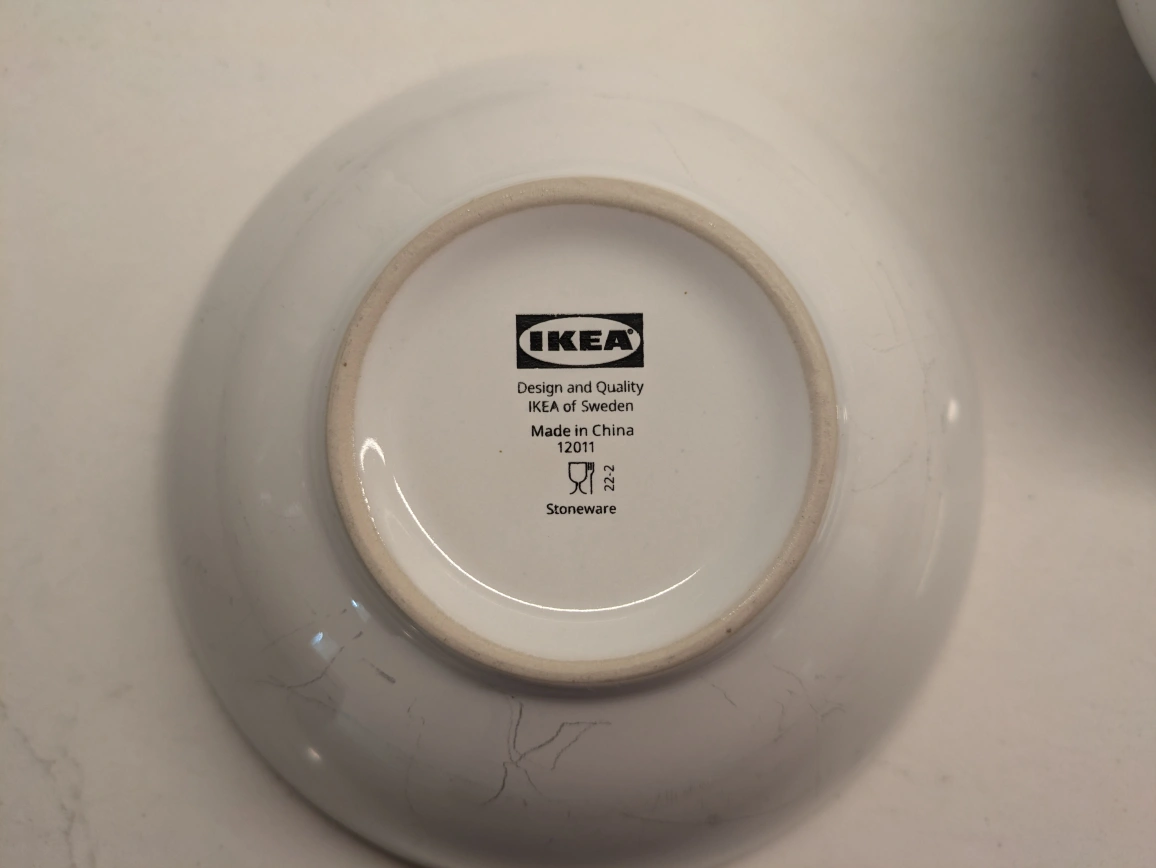 IKEA®
Design and Quality
IKEA of Sweden
Made in China
12011
22-2
Stoneware